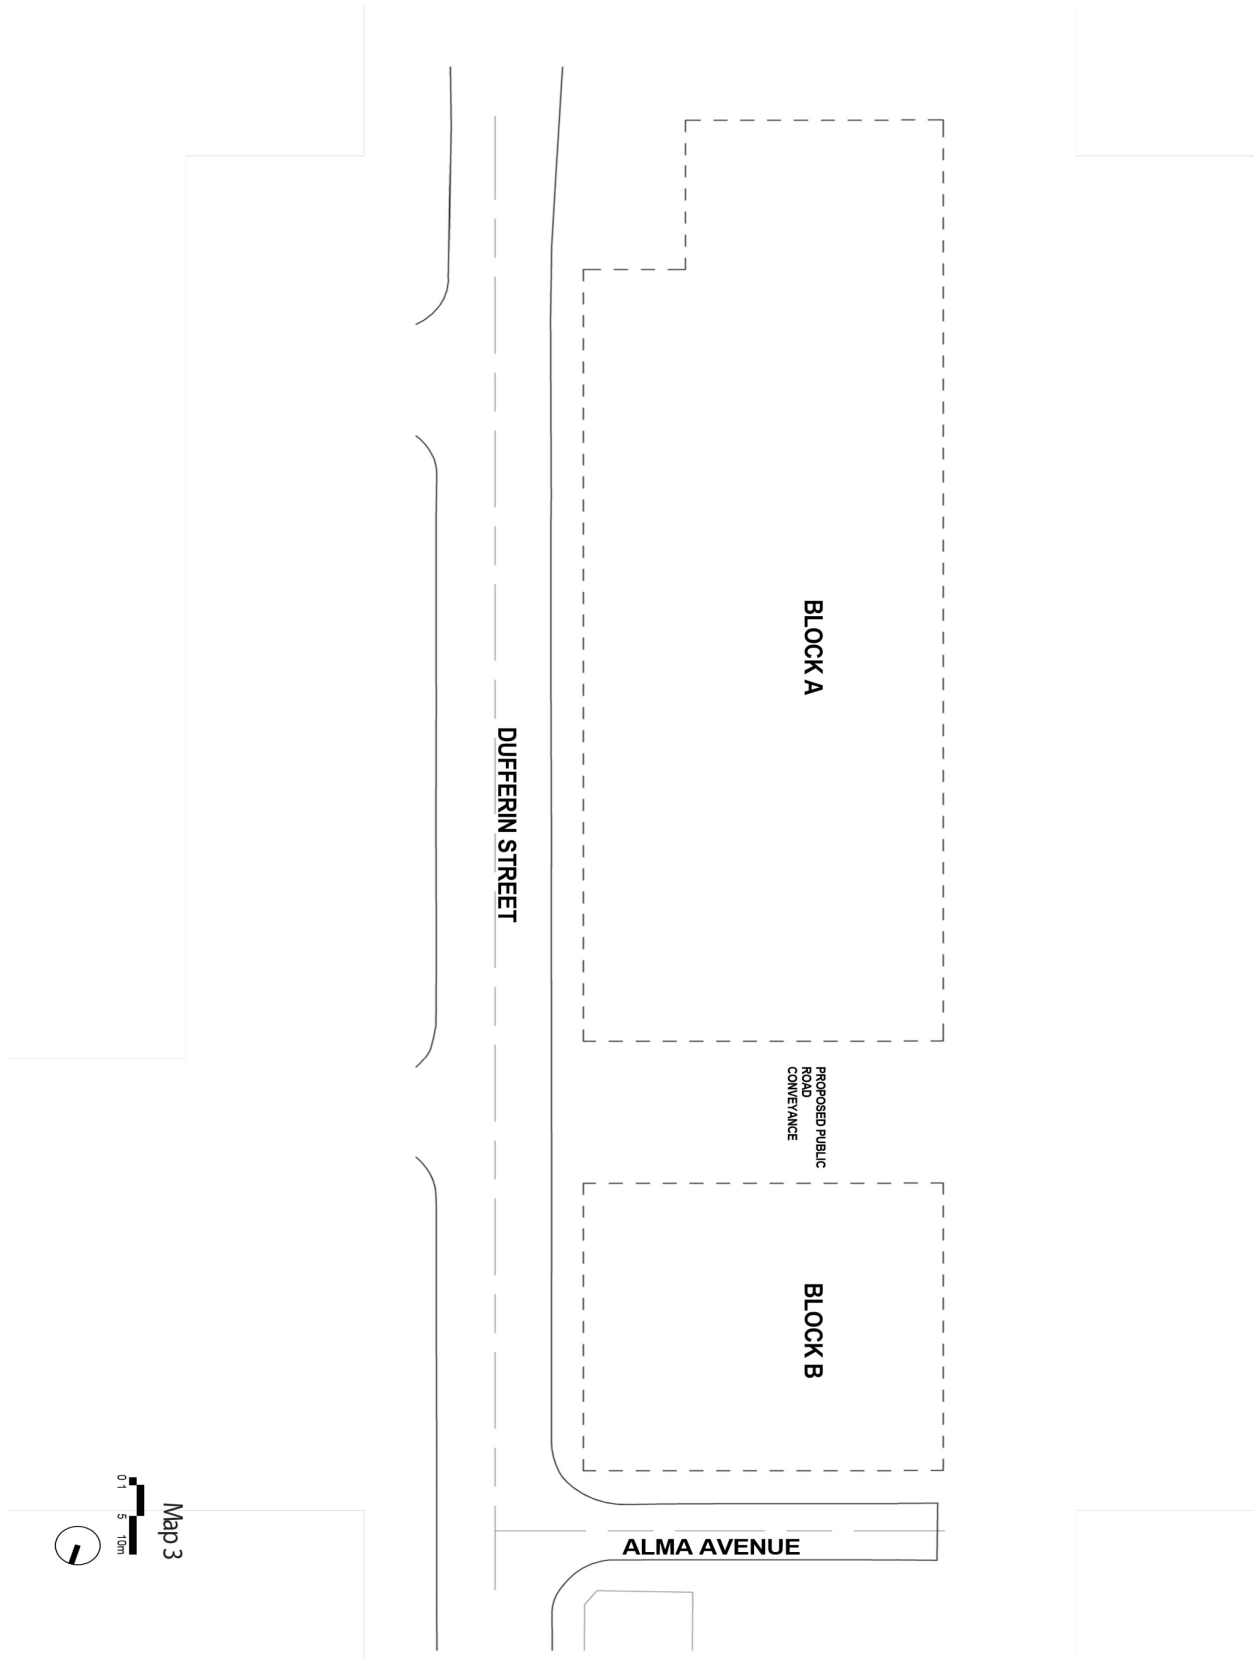 BLOCK A
DUFFERIN STREET
PROPOSED PUBLIC
ROAD
CONVEYANCE
BLOCK B
ALMA AVENUE
0 1 5 10m
Map 3